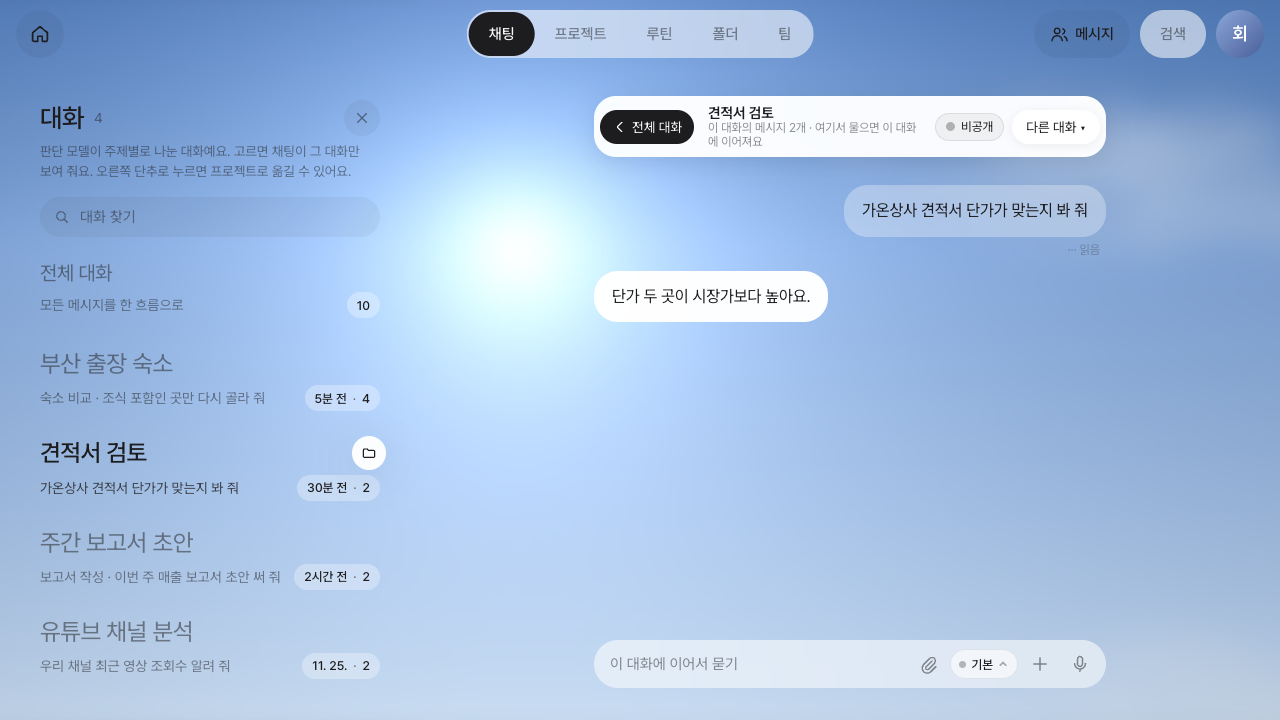 채팅
프로젝트
루틴
폴더
팀
메시지
검색
회
대화 4
판단 모델이 주제별로 나눈 대화예요. 고르면 채팅이 그 대화만
보여 줘요. 오른쪽 단추로 누르면 프로젝트로 옮길 수 있어요.
대화 찾기
전체 대화
모든 메시지를 한 흐름으로
10
부산 출장 숙소
숙소 비교 · 조식 포함인 곳만 다시 골라 줘
5분 전 · 4
견적서 검토
가온상사 견적서 단가가 맞는지 봐 줘
30분 전 · 2
주간 보고서 초안
보고서 작성 · 이번 주 매출 보고서 초안 써 줘
2시간 전 · 2
유튜브 채널 분석
우리 채널 최근 영상 조회수 알려 줘
11. 25. · 2
전체 대화
견적서 검토
이 대화의 메시지 2개 · 여기서 물으면 이 대화
에 이어져요
비공개
다른 대화 ▾
가온상사 견적서 단가가 맞는지 봐 줘
··· 읽음
단가 두 곳이 시장가보다 높아요.
이 대화에 이어서 묻기
기본